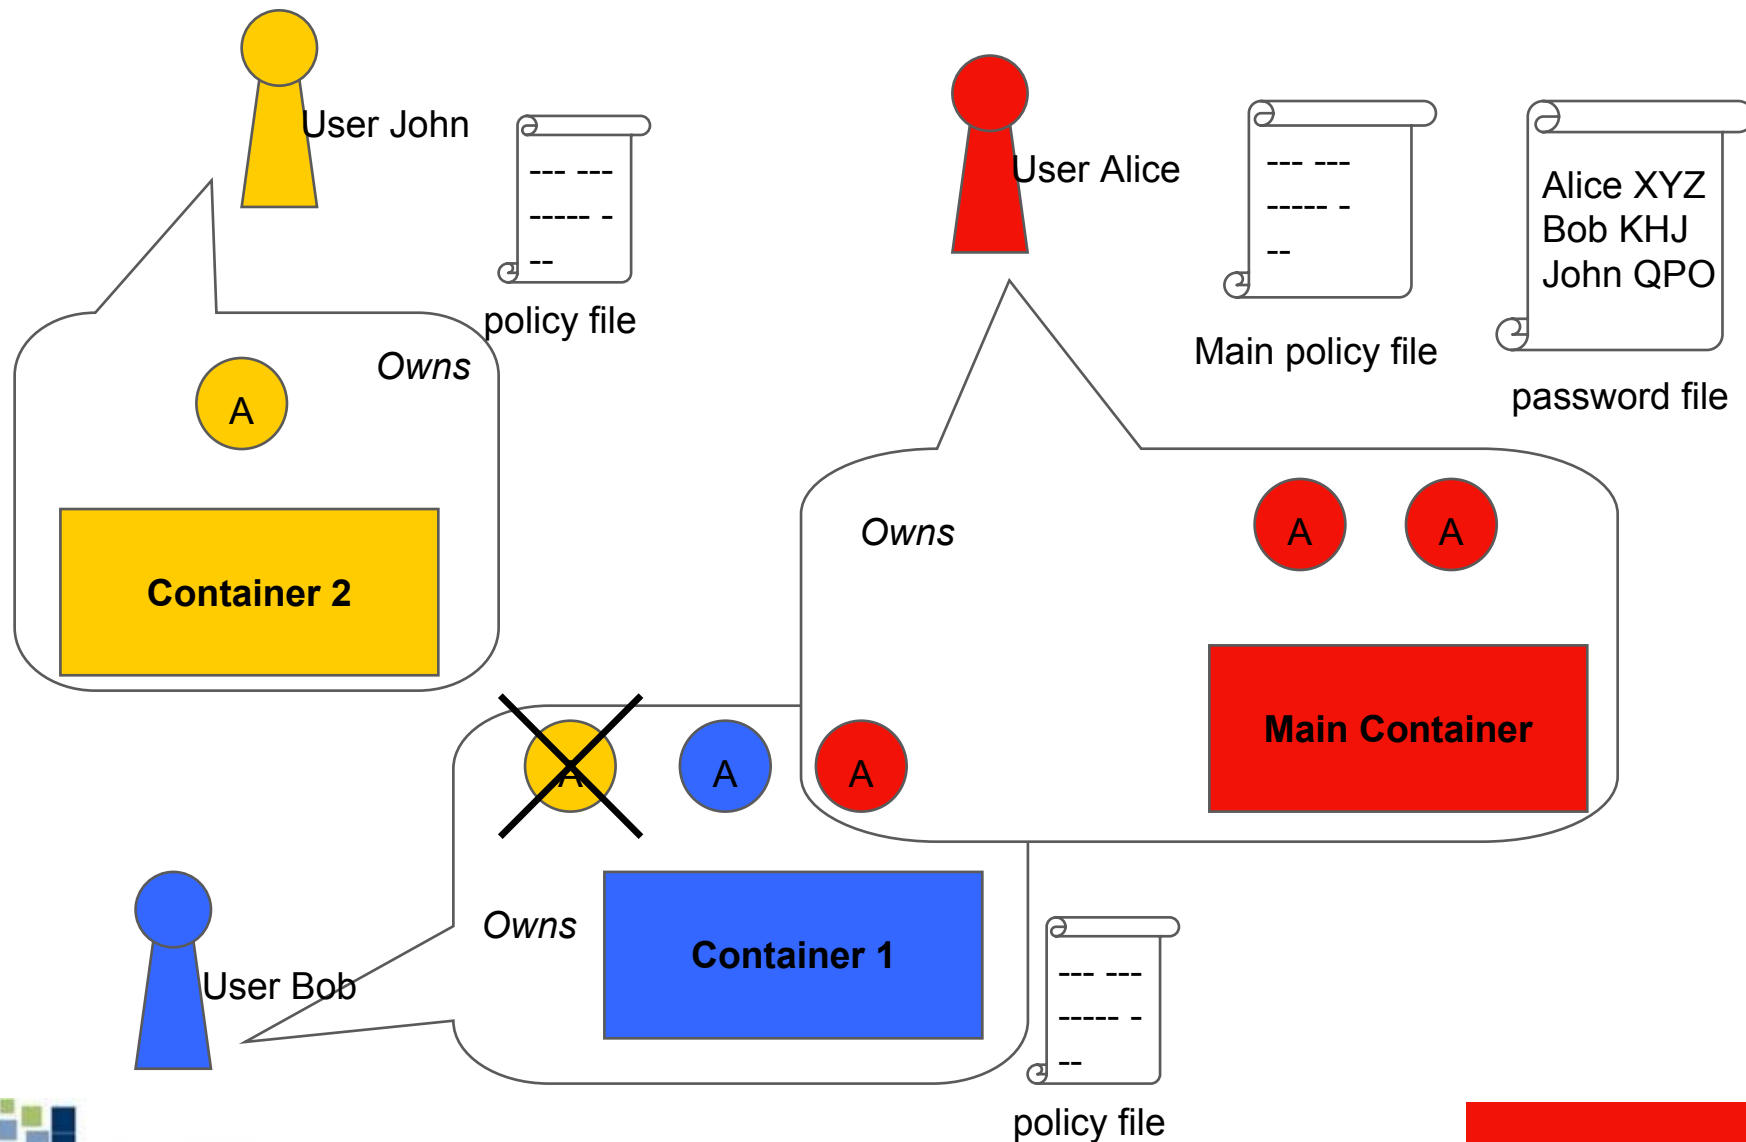 User John
--- ---
----- -
--
policy file
Owns
A
Container 2
User Alice
--- ---
----- -
--
Main policy file
Alice XYZ
Bob KHJ
John QPO
password file
Owns
A A
Main Container
A A A
Owns
Container 1
User Bob
--- ---
----- -
--
policy file